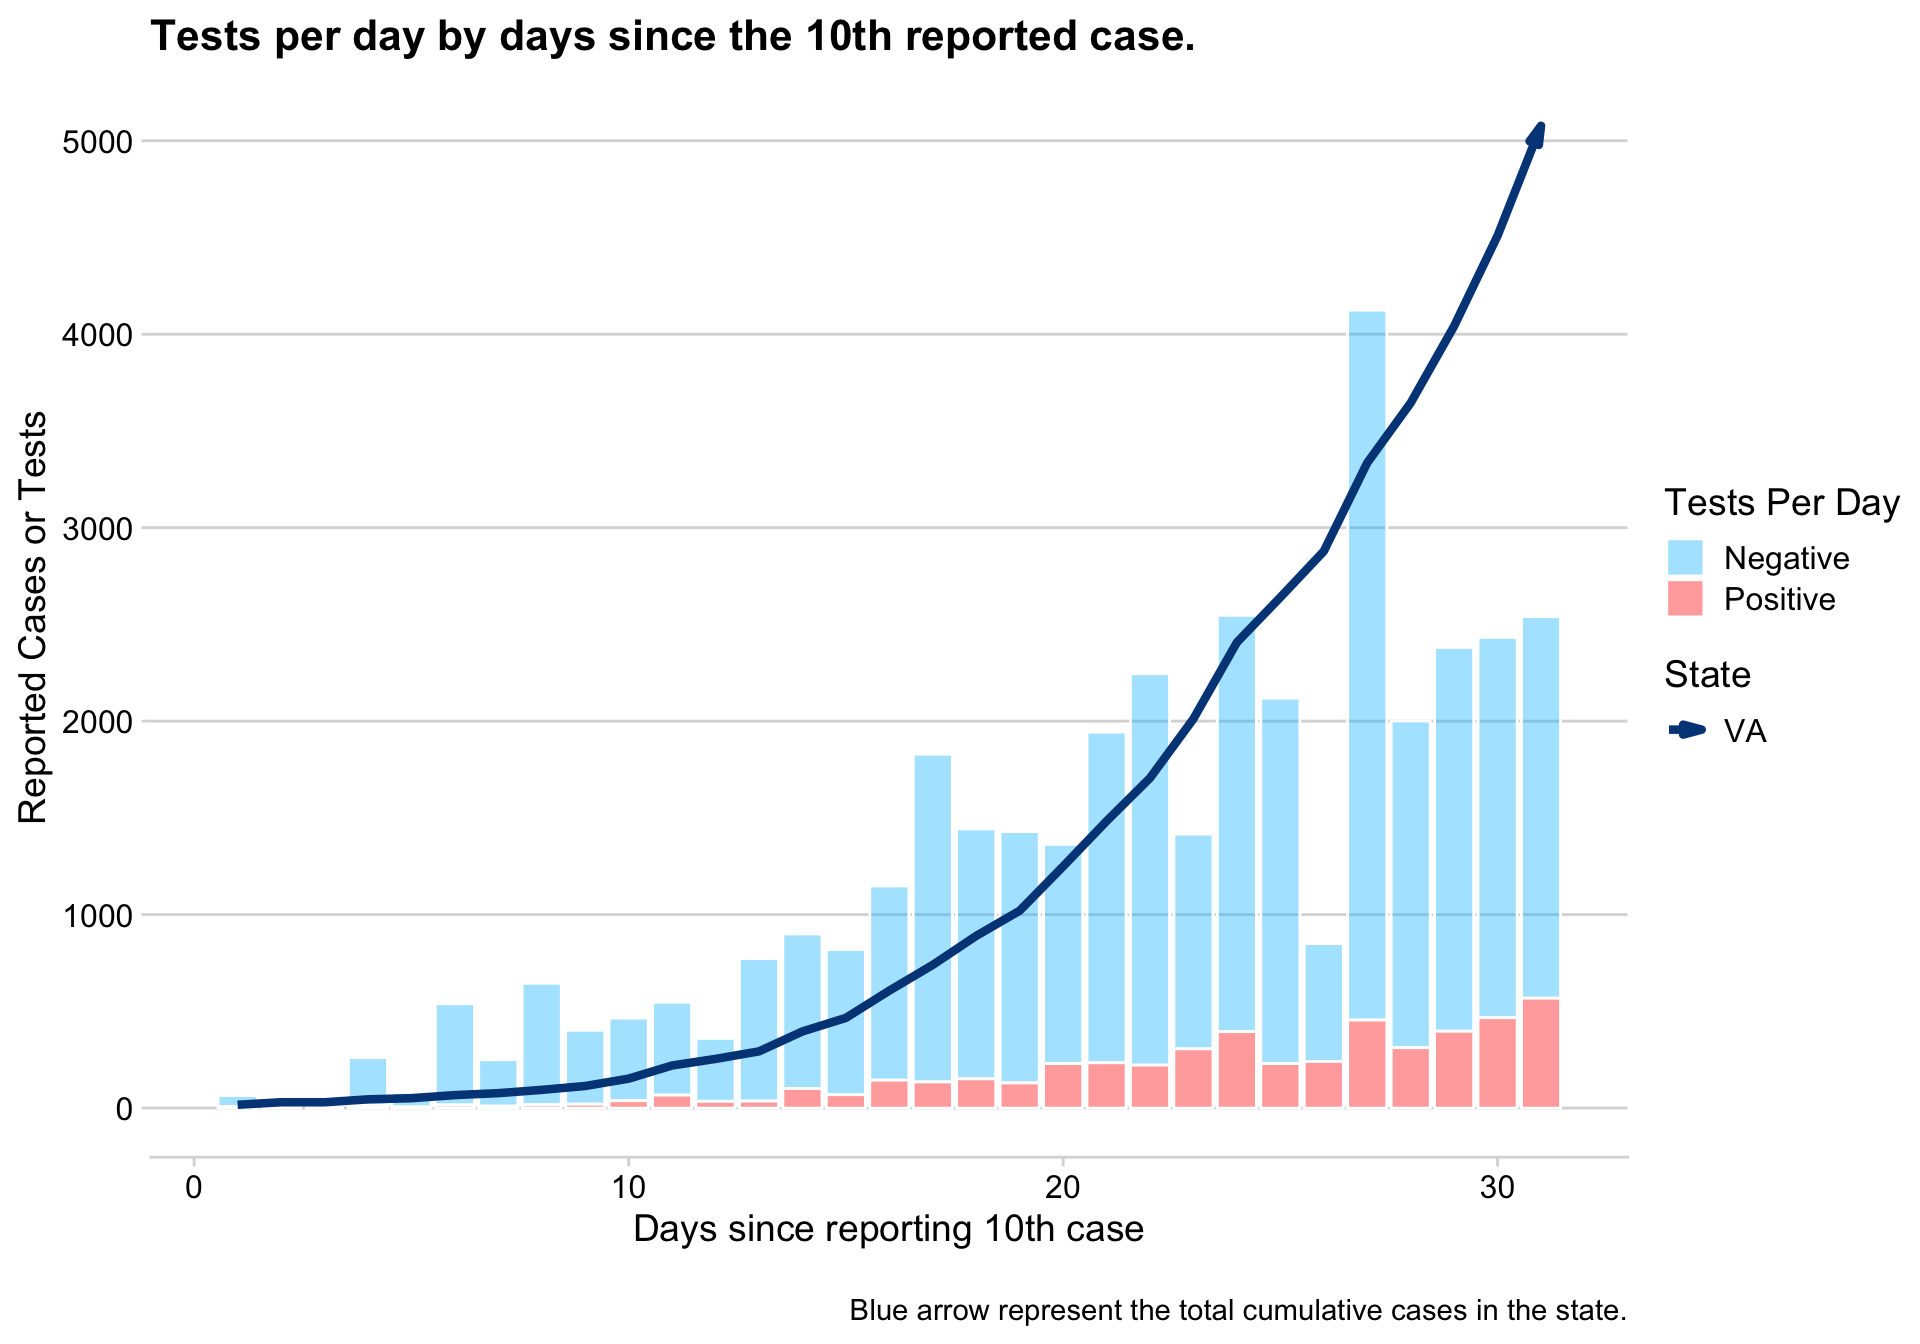 Tests per day by days since the 10th reported case.
Reported Cases or Tests
5000
4000
3000
2000
1000
0
0
10
20
30
Days since reporting 10th case
Tests Per Day
Negative
Positive
State
VA
Blue arrow represent the total cumulative cases in the state.